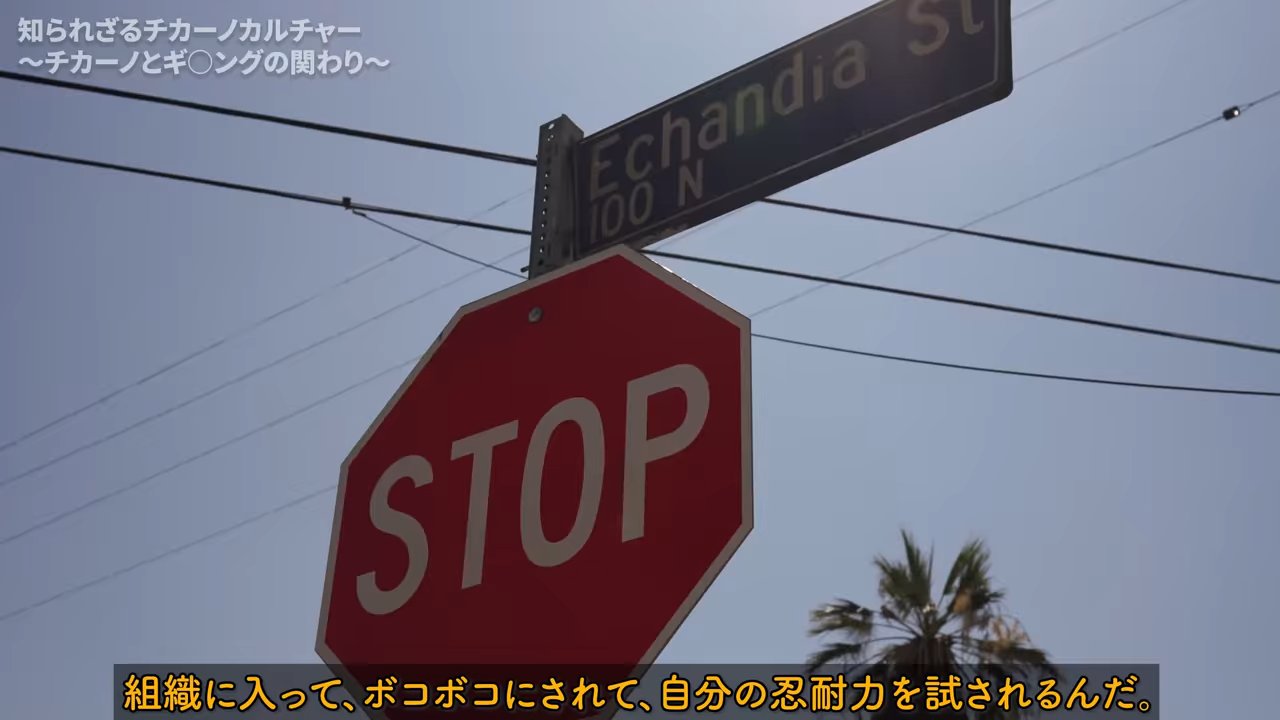 知られざるチカーノカルチャー
〜チカーノとギ○ングの関わり〜
Echandia St
100 N
STOP
組織に入って、ボコボコにされて、自分の忍耐力を試されるんだ。